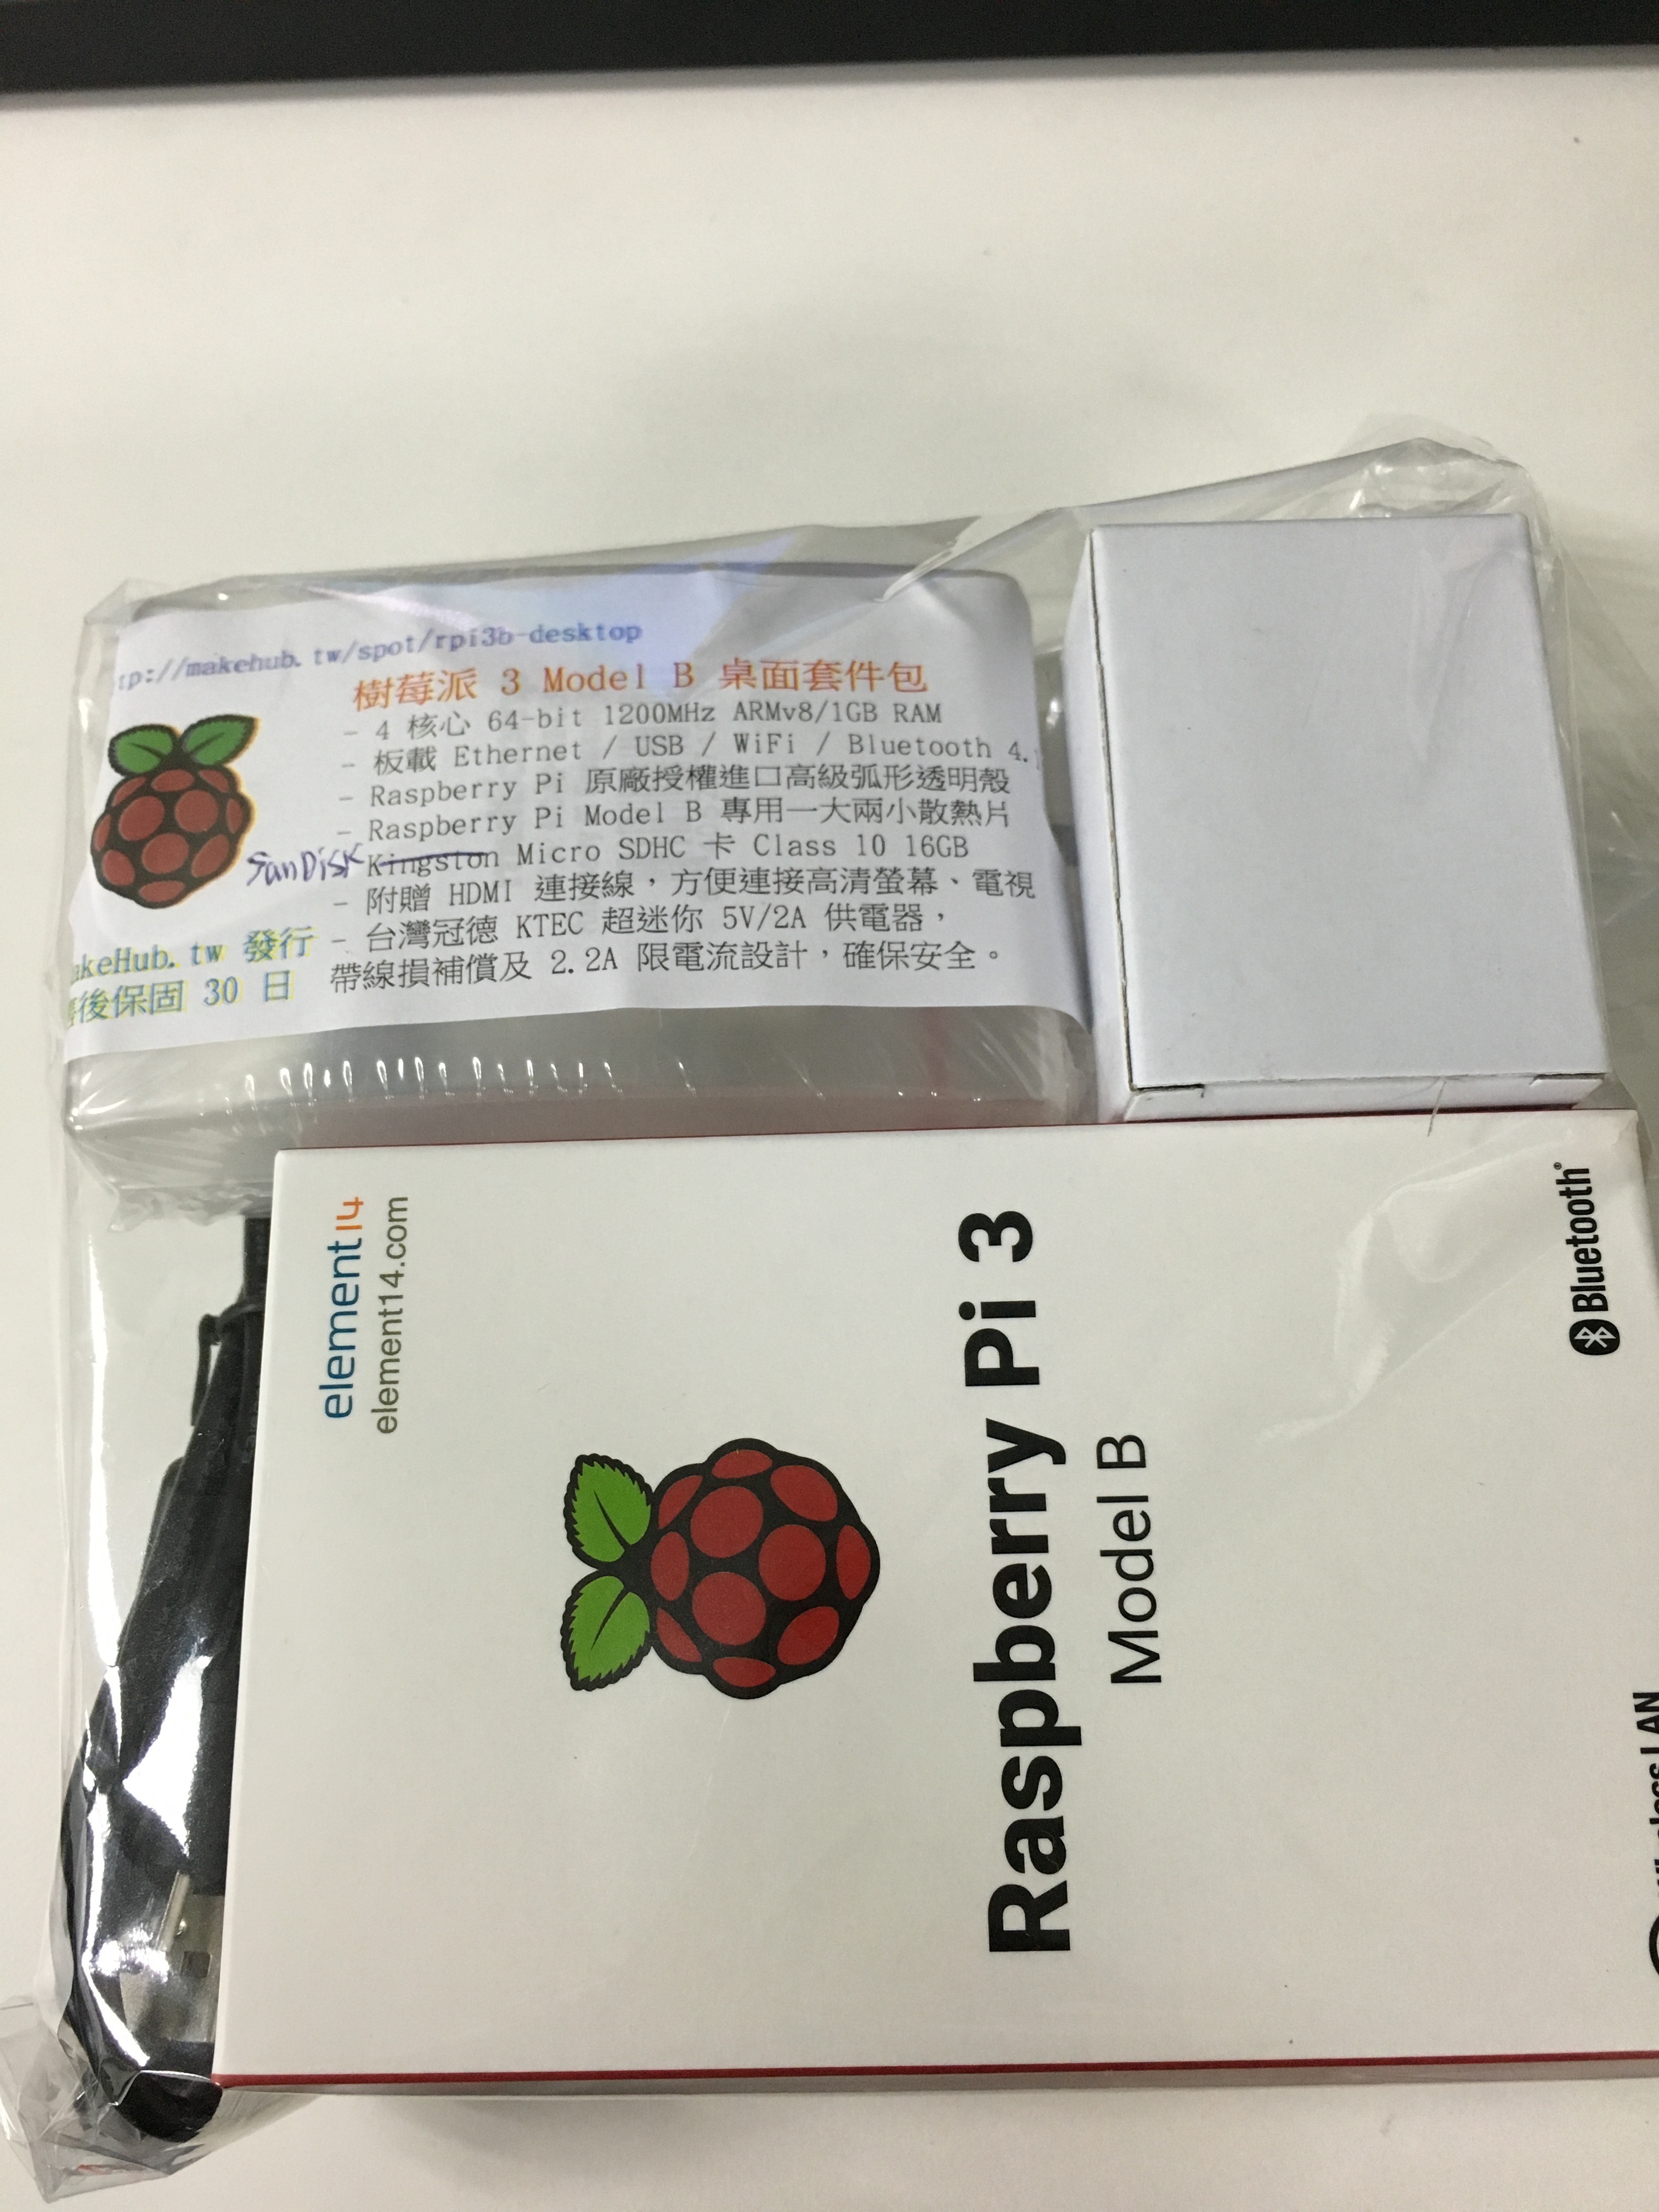 tp://makehub.tw/spot/rpi3b-desktop
樹莓派 3 Model B 桌面套件包
- 4 核心 64-bit 1200MHz ARMv8/1GB RAM
- 板載 Ethernet / USB / WiFi / Bluetooth 4.
- Raspberry Pi 原廠授權進口高級弧形透明殼
- Raspberry Pi Model B 專用一大兩小散熱片
SanDisk Kingston Micro SDHC 卡 Class 10 16GB
- 附贈 HDMI 連接線，方便連接高清螢幕、電視
- 台灣冠德 KTEC 超迷你 5V/2A 供電器，
帶線損補償及 2.2A 限電流設計，確保安全。
akeHub.tw 發行
後保固 30 日
element14
element14.com
Raspberry Pi 3
Model B
Bluetooth®
LAN